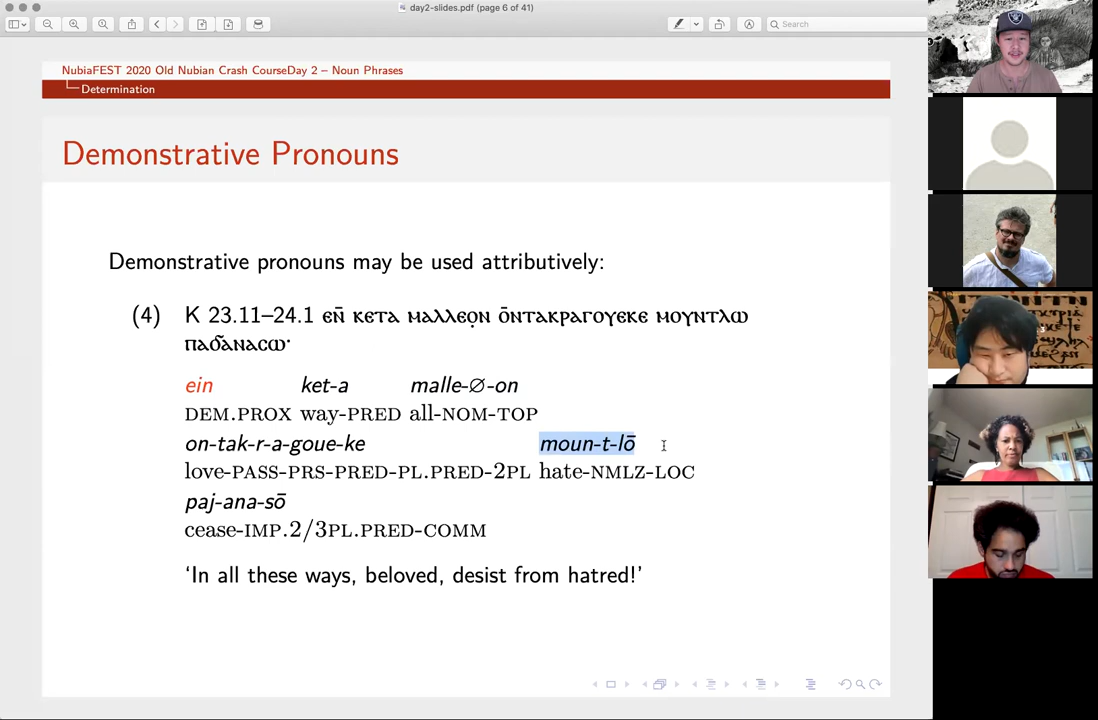 day2-slides.pdf (page 6 of 41)
Search
NubiaFEST 2020 Old Nubian Crash CourseDay 2 – Noun Phrases
Determination
Demonstrative Pronouns
Demonstrative pronouns may be used attributively:
(4) K 23.11–24.1 ⲉⲛ̄ ⲕⲉⲧⲁ ⲙⲁⲗⲗⲉⲟ̣ⲛ ⲟ̄ⲛⲧⲁⲕⲣⲁⲅⲟⲩⲉⲕⲉ ⲙⲟⲩⲛⲧⲗⲱ
ⲡⲁϭⲁⲛⲁⲥⲱ·
ein ket-a malle-∅-on
DEM.PROX way-PRED all-NOM-TOP
on-tak-r-a-goue-ke moun-t-lō
love-PASS-PRS-PRED-PL.PRED-2PL hate-NMLZ-LOC
paj-ana-sō
cease-IMP.2/3PL.PRED-COMM
‘In all these ways, beloved, desist from hatred!’